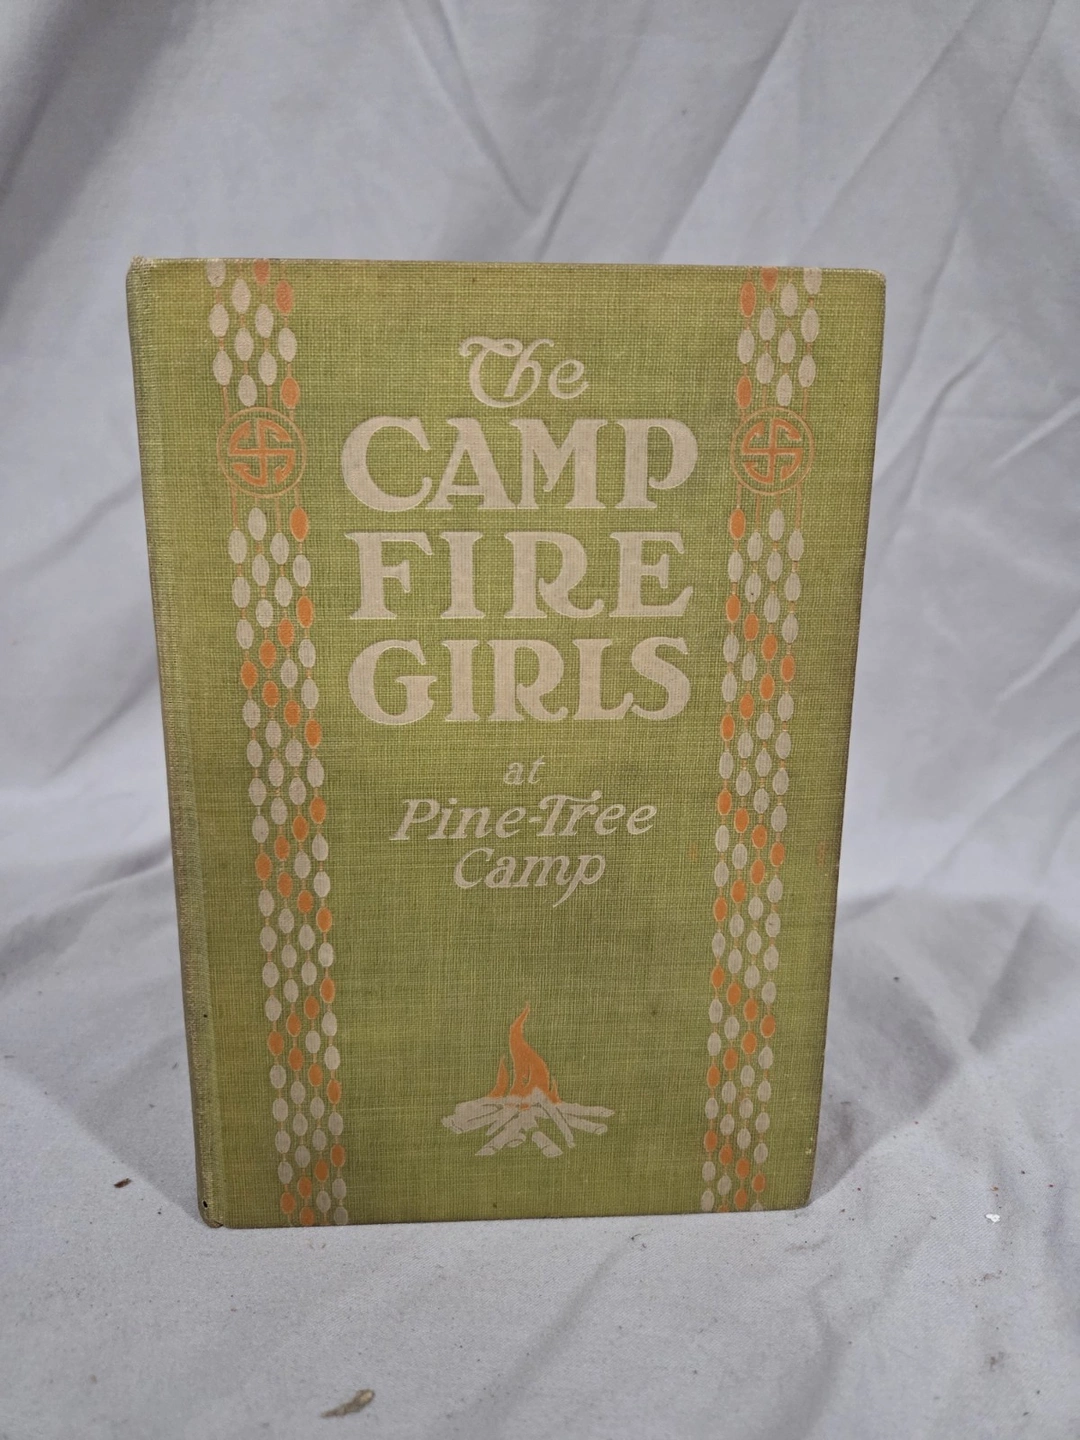 The
CAMP
FIRE
GIRLS
at
Pine-Tree
Camp